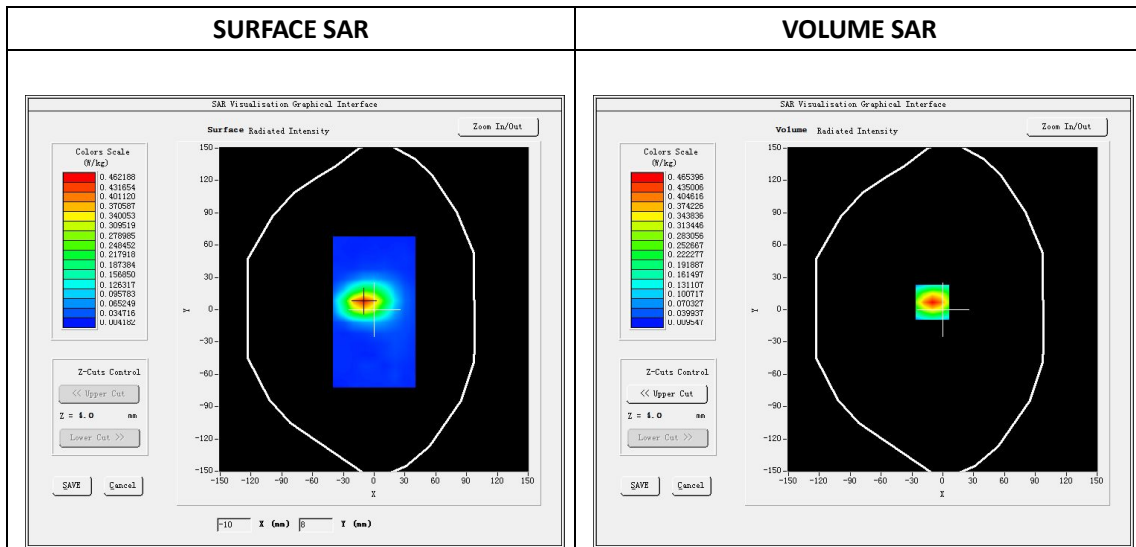 SURFACE SAR
VOLUME SAR
SAR Visualisation Graphical Interface
Surface Radiated Intensity
Zoom In/Out
Colors Scale
(W/kg)
0.462188
0.431654
0.401120
0.370587
0.340053
0.309519
0.278985
0.248452
0.217918
0.187384
0.156850
0.126317
0.095783
0.065249
0.034716
0.004182
150
120
90
60
30
0
-30
-60
-90
-120
-150
Y
-150 -120 -90 -60 -30 0 30 60 90 120 150
X
Z-Cuts Control
<< Upper Cut
Z = 4.0 mm
Lower Cut >>
SAVE Cancel
-10 X (mm) 8 Y (mm)
SAR Visualisation Graphical Interface
Volume Radiated Intensity
Zoom In/Out
Colors Scale
(W/kg)
0.465396
0.435006
0.404616
0.374226
0.343836
0.313446
0.283056
0.252667
0.222277
0.191887
0.161497
0.131107
0.100717
0.070327
0.039937
0.009547
150
120
90
60
30
0
-30
-60
-90
-120
-150
Y
-150 -120 -90 -60 -30 0 30 60 90 120 150
X
Z-Cuts Control
<< Upper Cut
Z = 4.0 mm
Lower Cut >>
SAVE Cancel